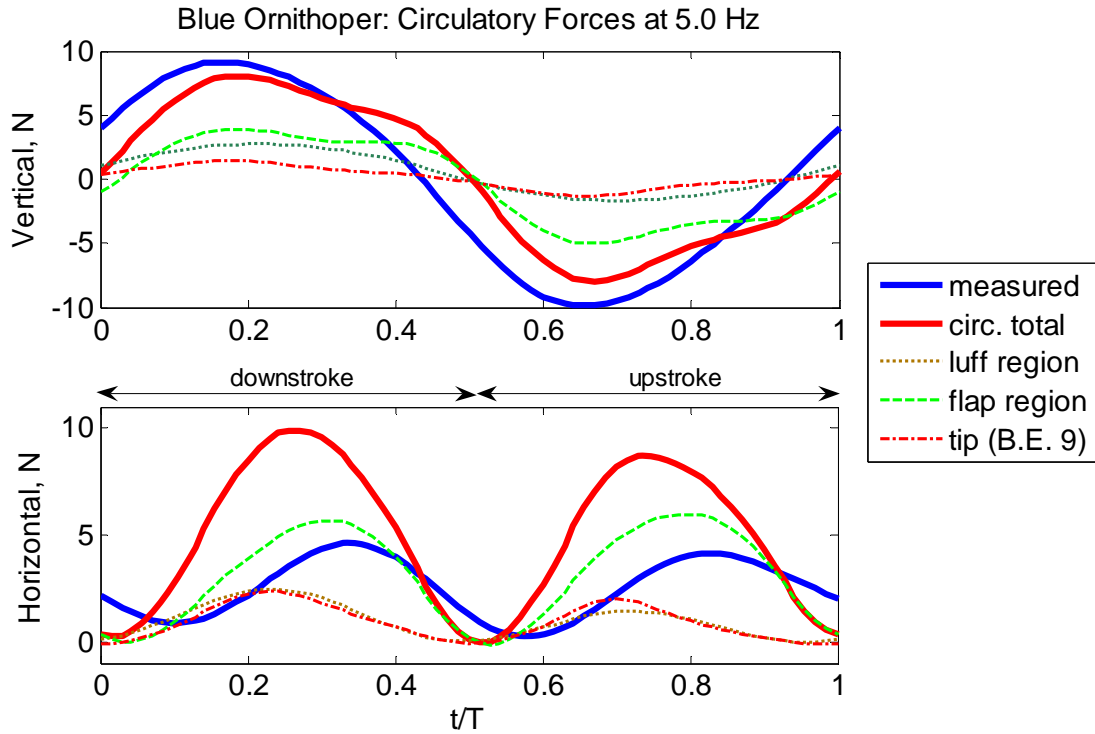 Blue Ornithoper: Circulatory Forces at 5.0 Hz
Vertical, N
10
5
0
-5
-10
0 0.2 0.4 0.6 0.8 1
downstroke upstroke
Horizontal, N
10
5
0
0 0.2 0.4 0.6 0.8 1
t/T
measured
circ. total
luff region
flap region
tip (B.E. 9)